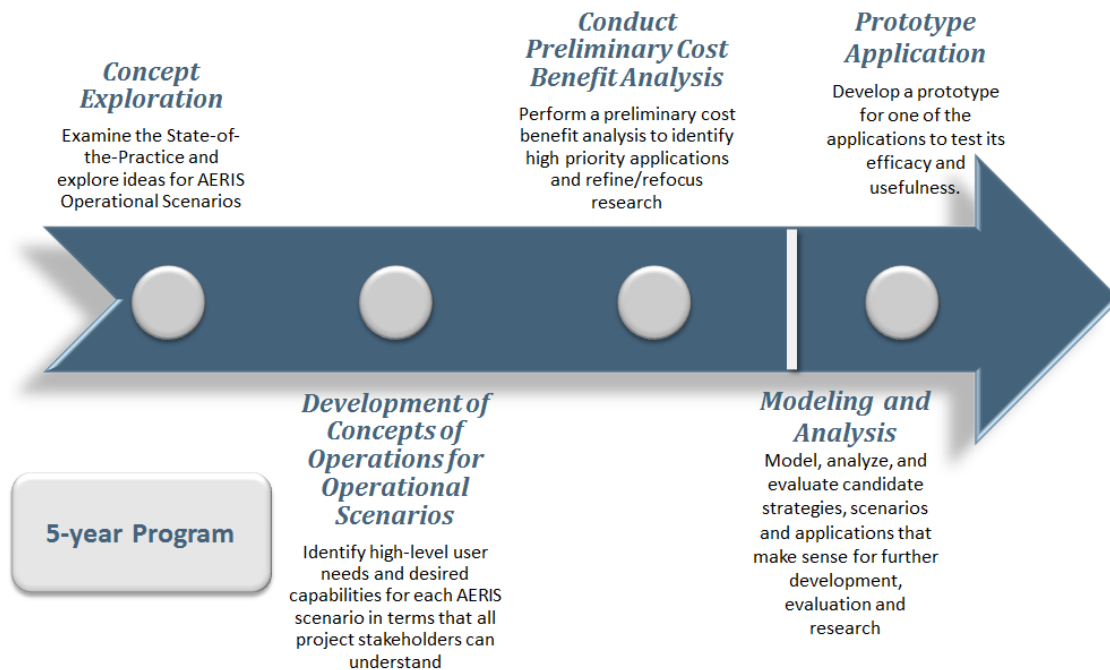 Concept
Exploration
Examine the State-of-
the-Practice and
explore ideas for AERIS
Operational Scenarios
Development of
Concepts of
Operations for
Operational
Scenarios
Identify high-level user
needs and desired
capabilities for each AERIS
scenario in terms that all
project stakeholders can
understand
Conduct
Preliminary Cost
Benefit Analysis
Perform a preliminary cost
benefit analysis to identify
high priority applications
and refine/refocus
research
Modeling and
Analysis
Model, analyze, and
evaluate candidate
strategies, scenarios
and applications that
make sense for further
development,
evaluation and
research
Prototype
Application
Develop a prototype
for one of the
applications to test its
efficacy and
usefulness.
5-year Program